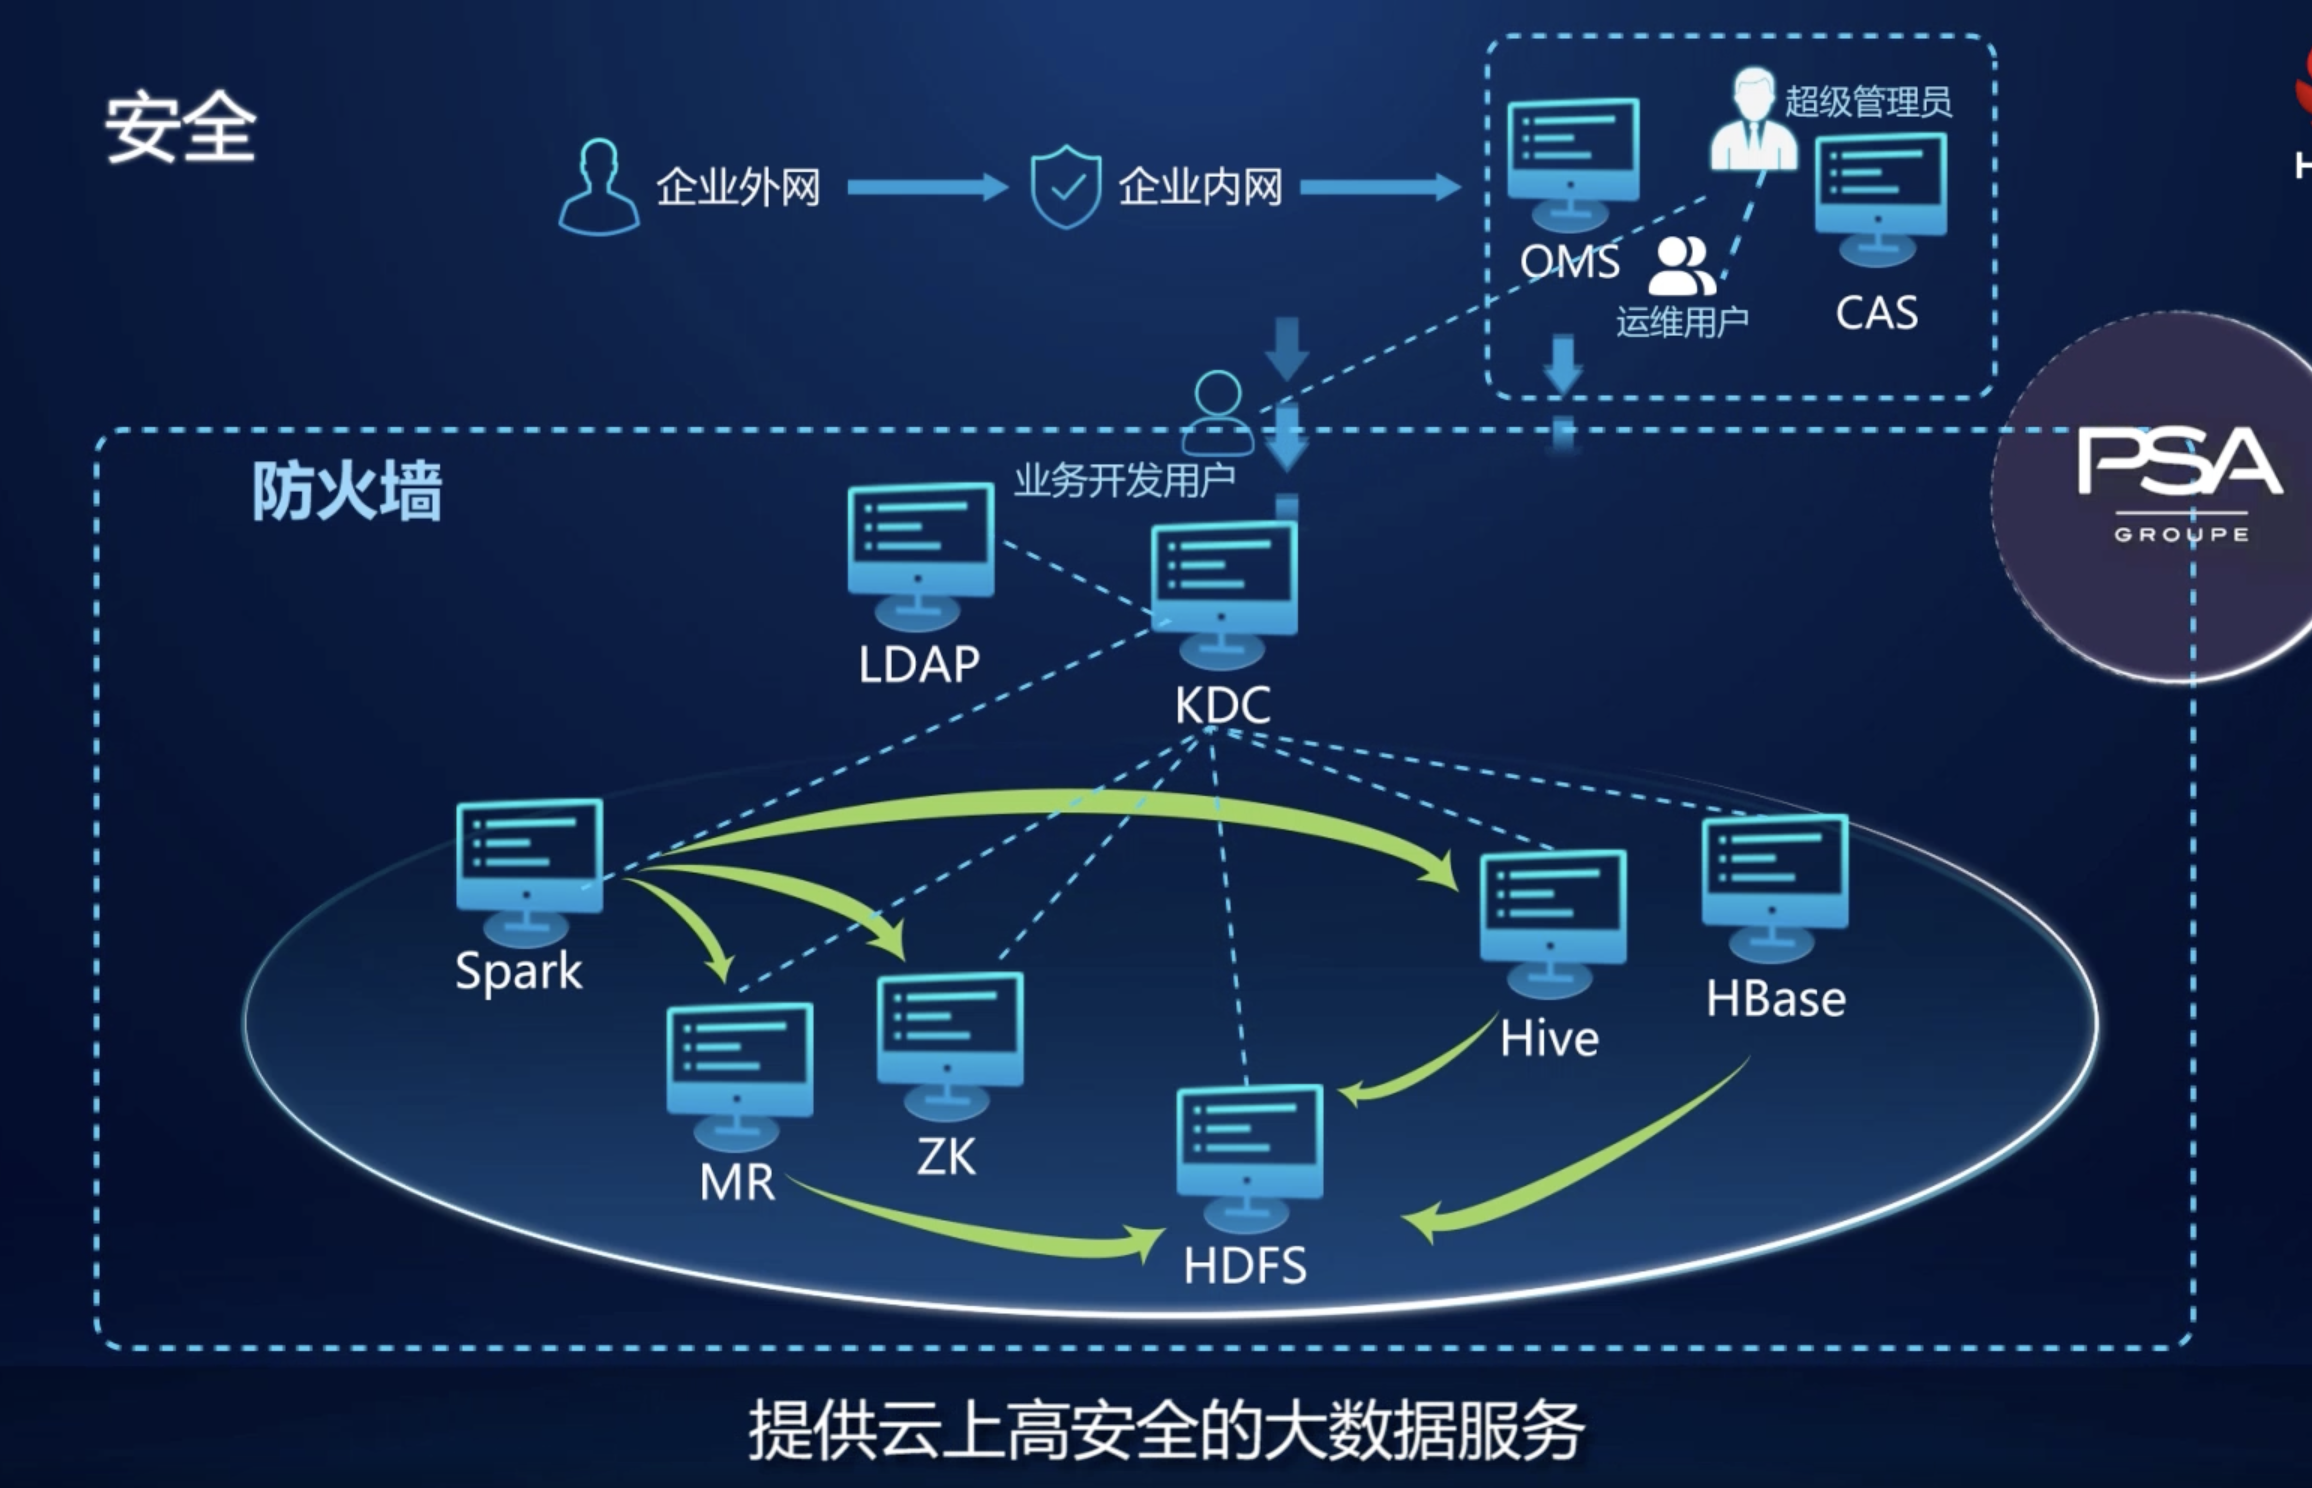 安全
企业外网
企业内网
超级管理员
OMS
运维用户
CAS
防火墙
业务开发用户
LDAP
KDC
PSA
GROUPE
Spark
MR
ZK
Hive
HBase
HDFS
提供云上高安全的大数据服务